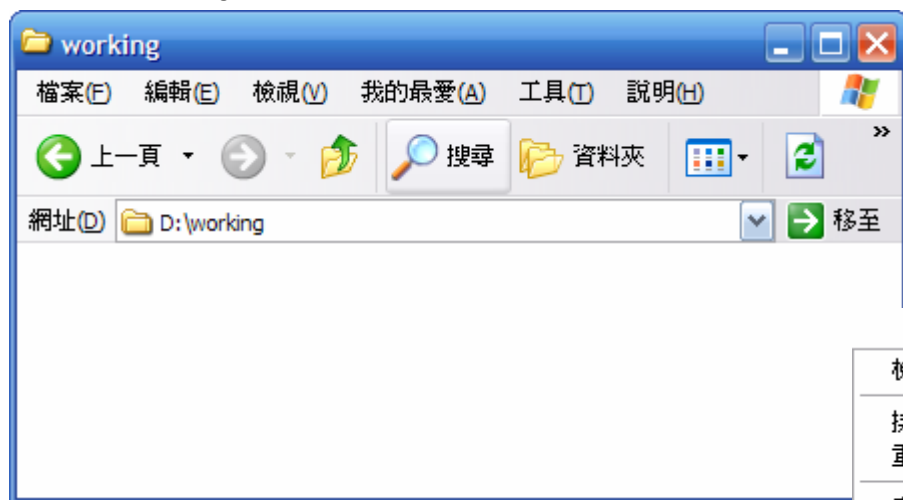 working
檔案(F) 編輯(E) 檢視(V) 我的最愛(A) 工具(T) 說明(H)
上一頁 搜尋 資料夾 »
網址(D) D:\working 移至